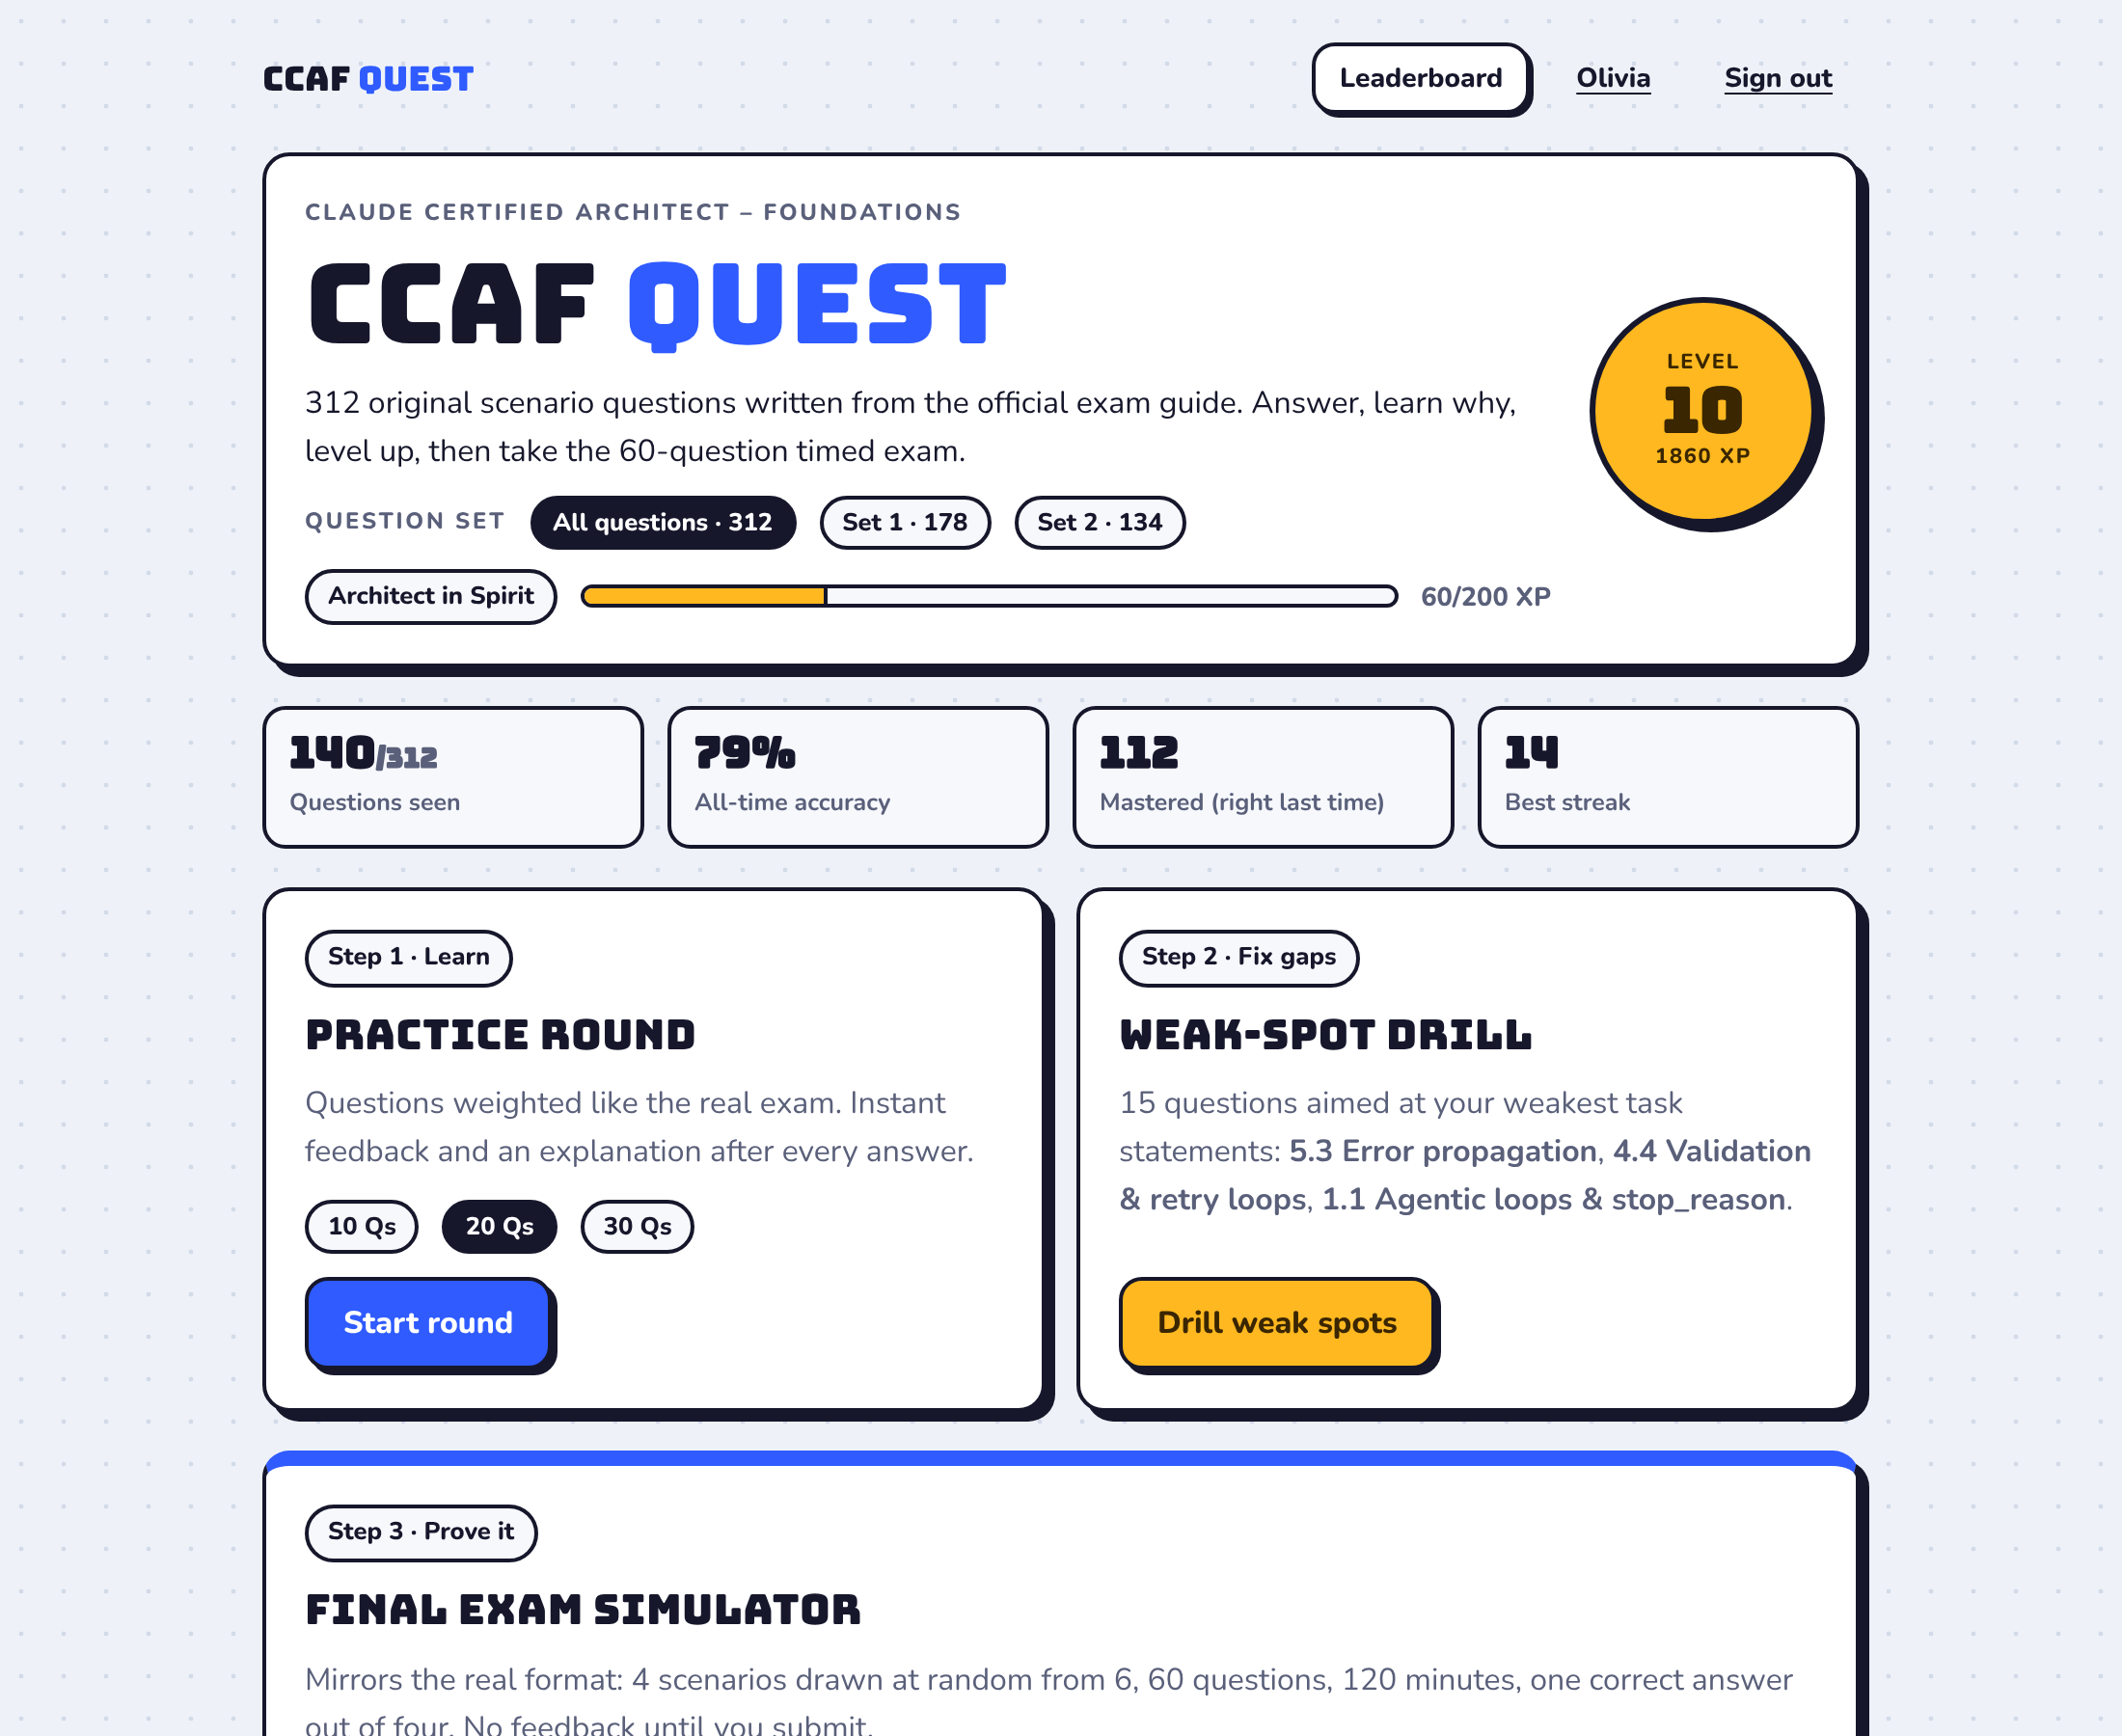 CCAF QUEST
Leaderboard
Olivia
Sign out
CLAUDE CERTIFIED ARCHITECT – FOUNDATIONS
CCAF QUEST
312 original scenario questions written from the official exam guide. Answer, learn why,
level up, then take the 60-question timed exam.
LEVEL
10
1860 XP
QUESTION SET
All questions · 312
Set 1 · 178
Set 2 · 134
Architect in Spirit
60/200 XP
140/312
Questions seen
79%
All-time accuracy
112
Mastered (right last time)
14
Best streak
Step 1 · Learn
PRACTICE ROUND
Questions weighted like the real exam. Instant
feedback and an explanation after every answer.
10 Qs
20 Qs
30 Qs
Start round
Step 2 · Fix gaps
WEAK-SPOT DRILL
15 questions aimed at your weakest task
statements: 5.3 Error propagation, 4.4 Validation
& retry loops, 1.1 Agentic loops & stop_reason.
Drill weak spots
Step 3 · Prove it
FINAL EXAM SIMULATOR
Mirrors the real format: 4 scenarios drawn at random from 6, 60 questions, 120 minutes, one correct answer
out of four. No feedback until you submit.